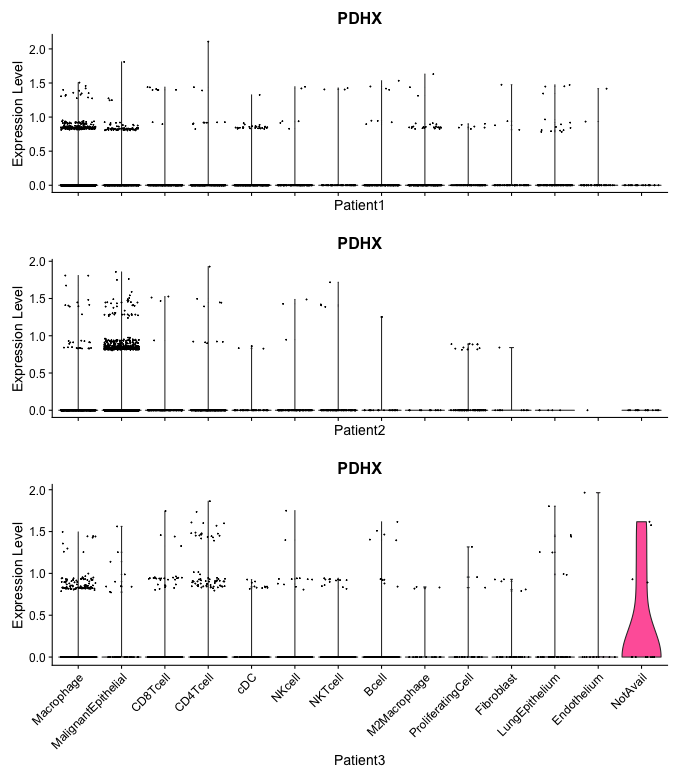 PDHX
Expression Level
2.0
1.5
1.0
0.5
0.0
Patient1
PDHX
Expression Level
2.0
1.5
1.0
0.5
0.0
Patient2
PDHX
Expression Level
2.0
1.5
1.0
0.5
0.0
Macrophage
MalignantEpithelial
CD8Tcell
CD4Tcell
cDC
NKcell
NKTcell
Bcell
M2Macrophage
ProliferatingCell
Fibroblast
LungEpithelium
Endothelium
NotAvail
Patient3